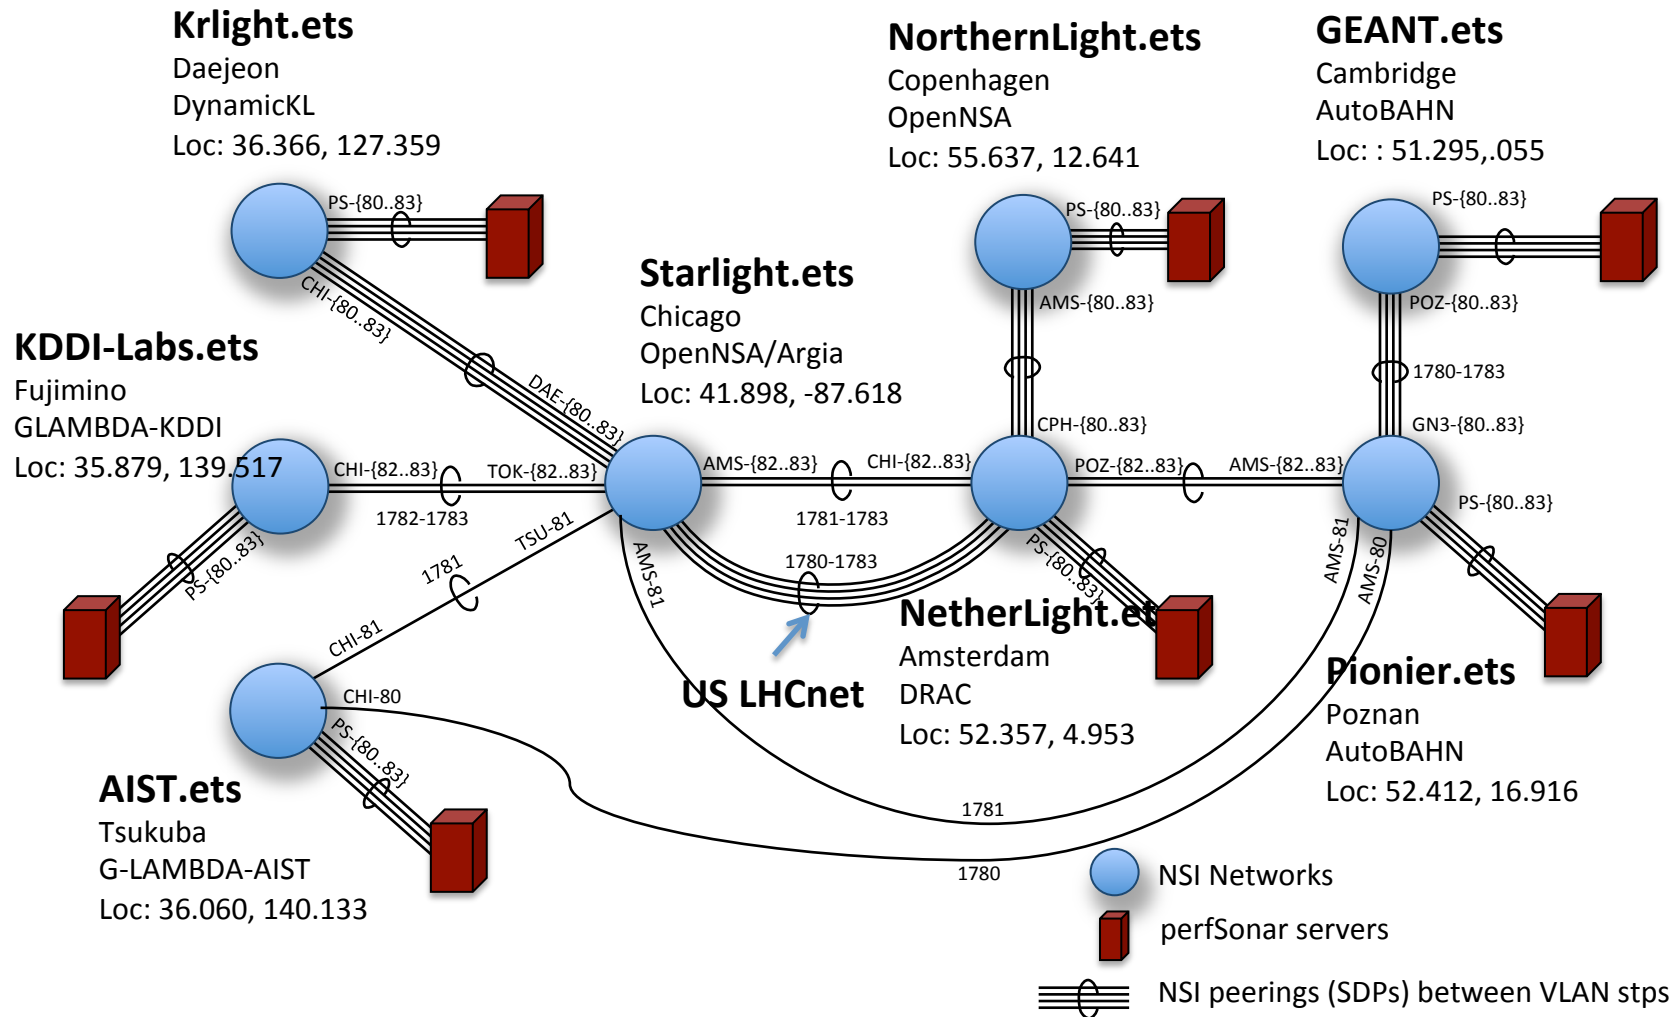 Krlight.ets
Daejeon
DynamicKL
Loc: 36.366, 127.359
NorthernLight.ets
Copenhagen
OpenNSA
Loc: 55.637, 12.641
GEANT.ets
Cambridge
AutoBAHN
Loc: : 51.295,.055
PS-{80..83}
PS-{80..83}
PS-{80..83}
CHI-{80..83}
DAE-{80..83}
Starlight.ets
Chicago
OpenNSA/Argia
Loc: 41.898, -87.618
AMS-{80..83}
POZ-{80..83}
1780-1783
CPH-{80..83}
GN3-{80..83}
KDDI-Labs.ets
Fujimino
GLAMBDA-KDDI
Loc: 35.879, 139.517
CHI-{82..83}
TOK-{82..83}
1782-1783
AMS-{82..83}
CHI-{82..83}
1781-1783
POZ-{82..83}
AMS-{82..83}
PS-{80..83}
PS-{80..83}
TSU-81
1781
CHI-81
AMS-81
1780-1783
PS-{80..83}
AMS-81
AMS-80
US LHCnet
NetherLight.et
Amsterdam
DRAC
Loc: 52.357, 4.953
Pionier.ets
Poznan
AutoBAHN
Loc: 52.412, 16.916
CHI-80
PS-{80..83}
AIST.ets
Tsukuba
G-LAMBDA-AIST
Loc: 36.060, 140.133
1781
1780
NSI Networks
perfSonar servers
NSI peerings (SDPs) between VLAN stps